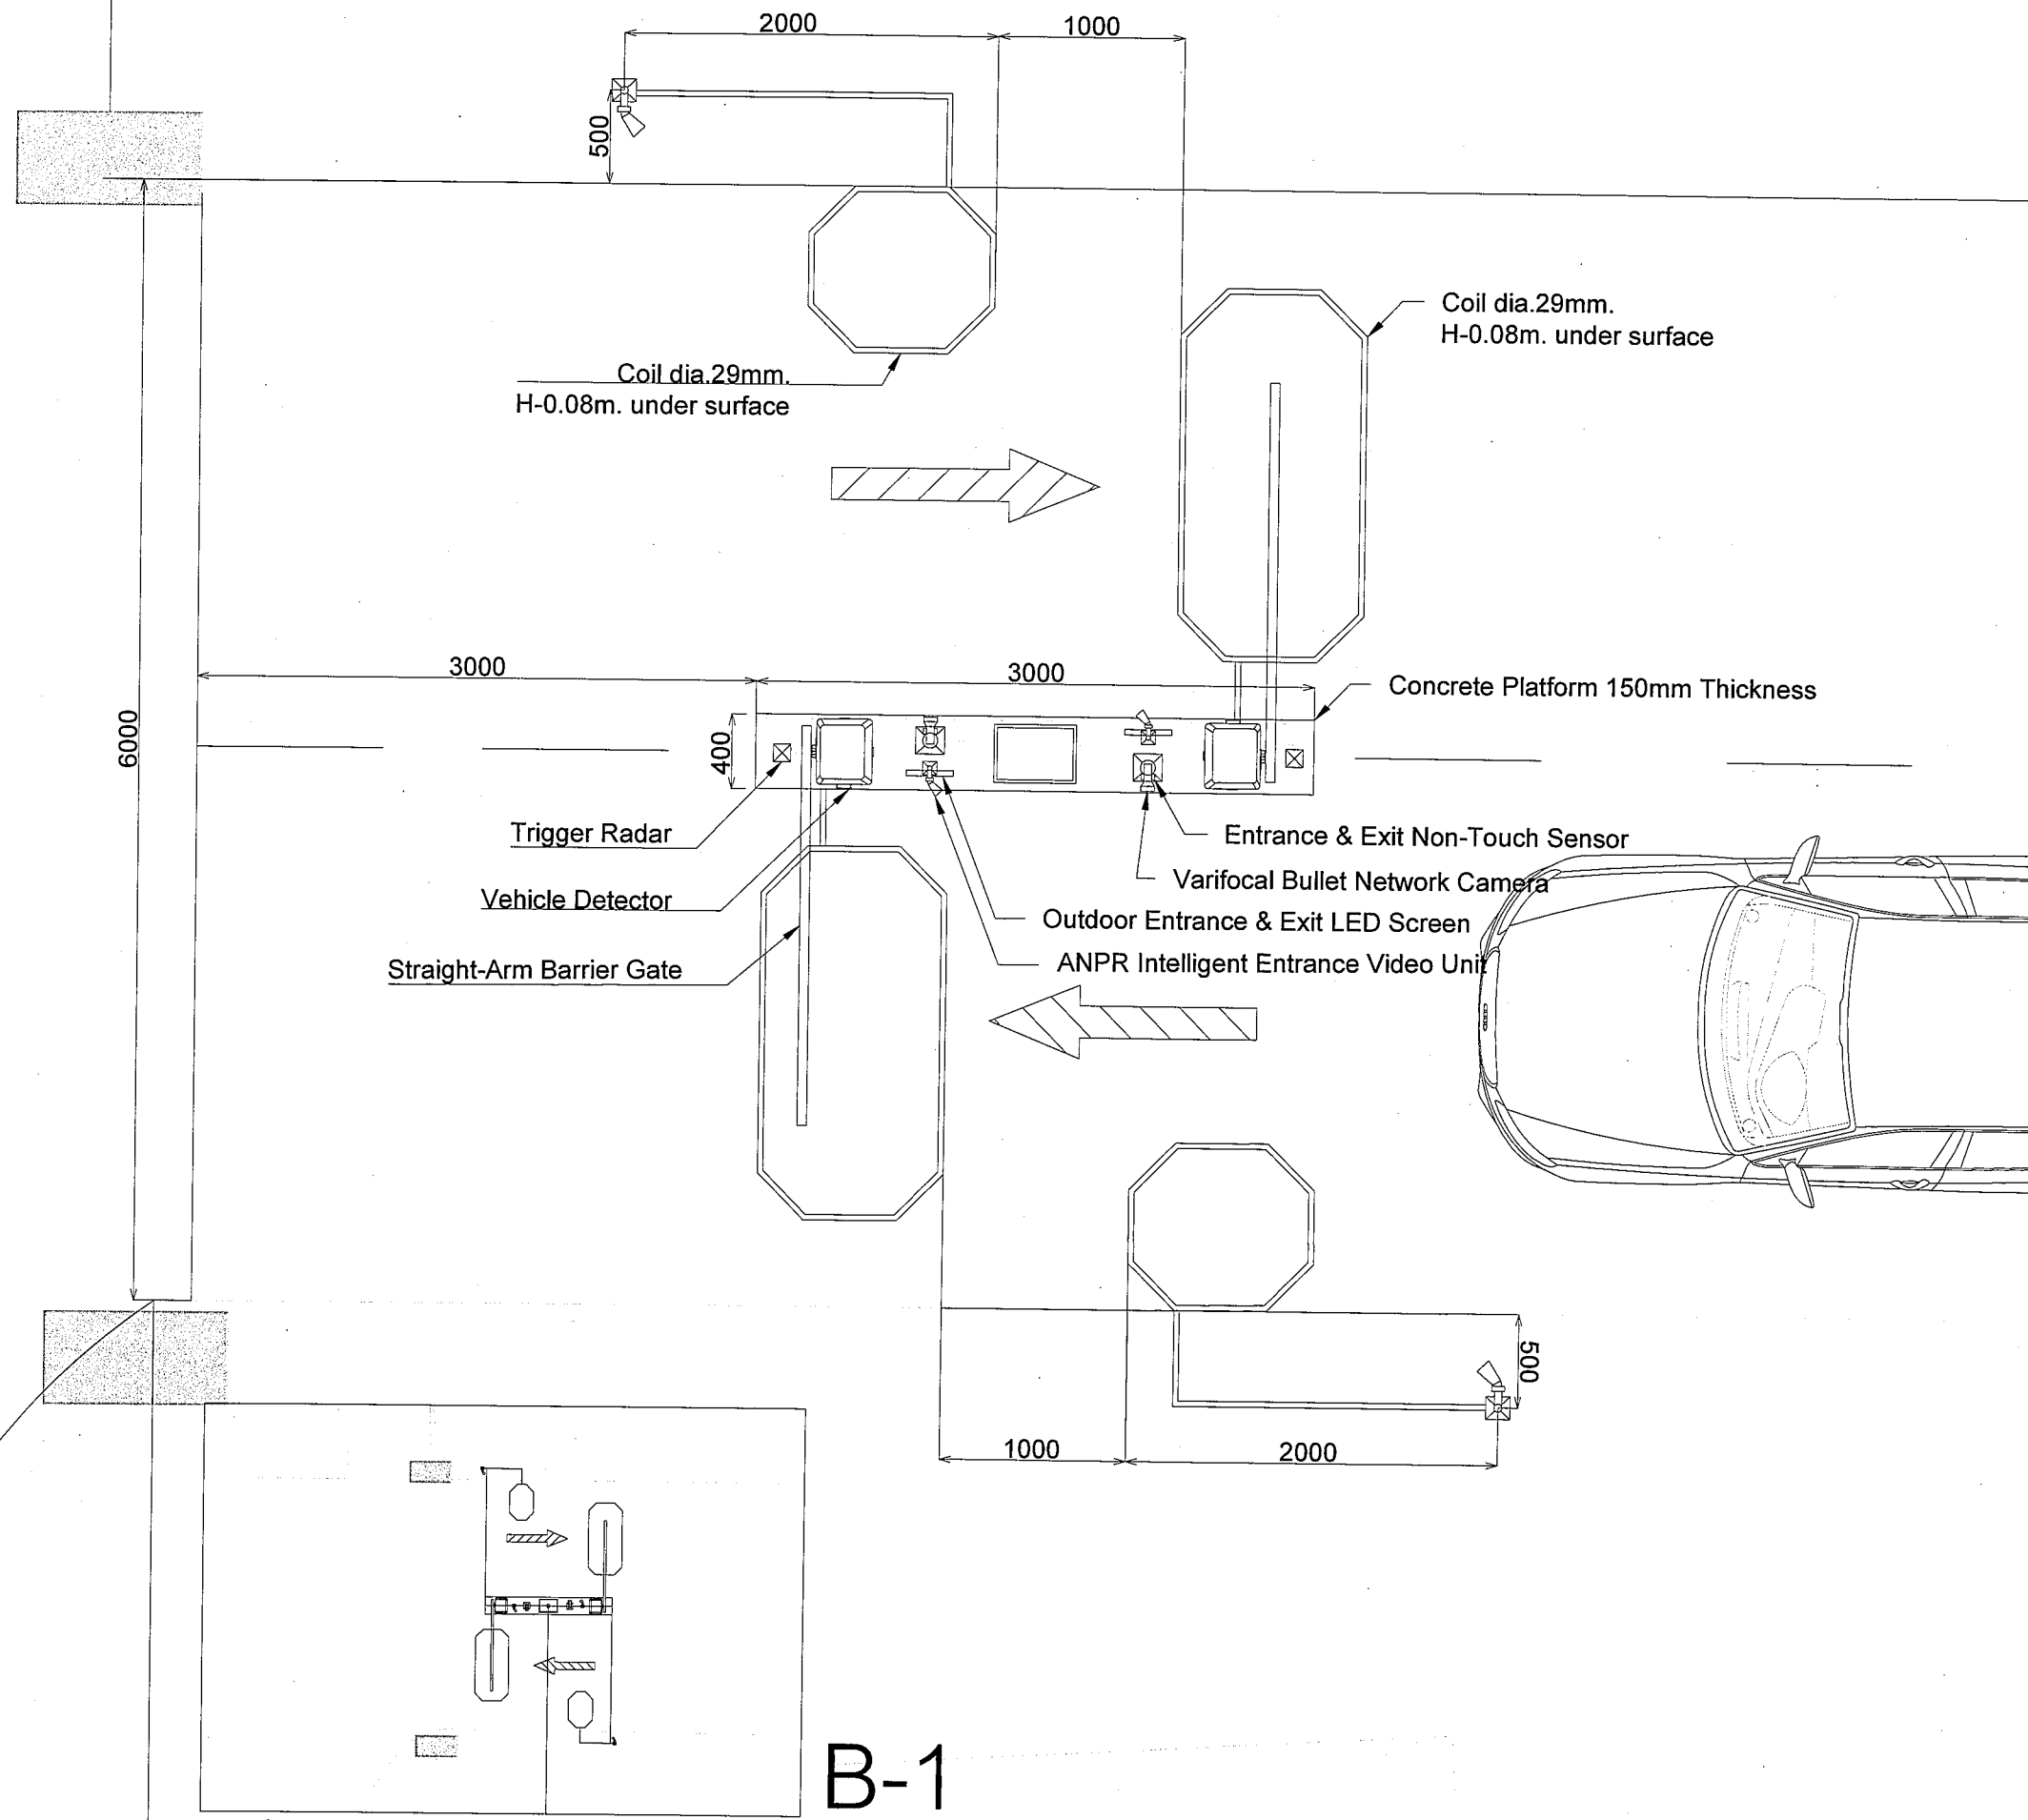 2000
1000
500
Coil dia.29mm.
H-0.08m. under surface
Coil dia.29mm.
H-0.08m. under surface
6000
3000
3000
Concrete Platform 150mm Thickness
400
Trigger Radar
Entrance & Exit Non-Touch Sensor
Vehicle Detector
Varifocal Bullet Network Camera
Outdoor Entrance & Exit LED Screen
Straight-Arm Barrier Gate
ANPR Intelligent Entrance Video Unit
500
1000
2000
B-1